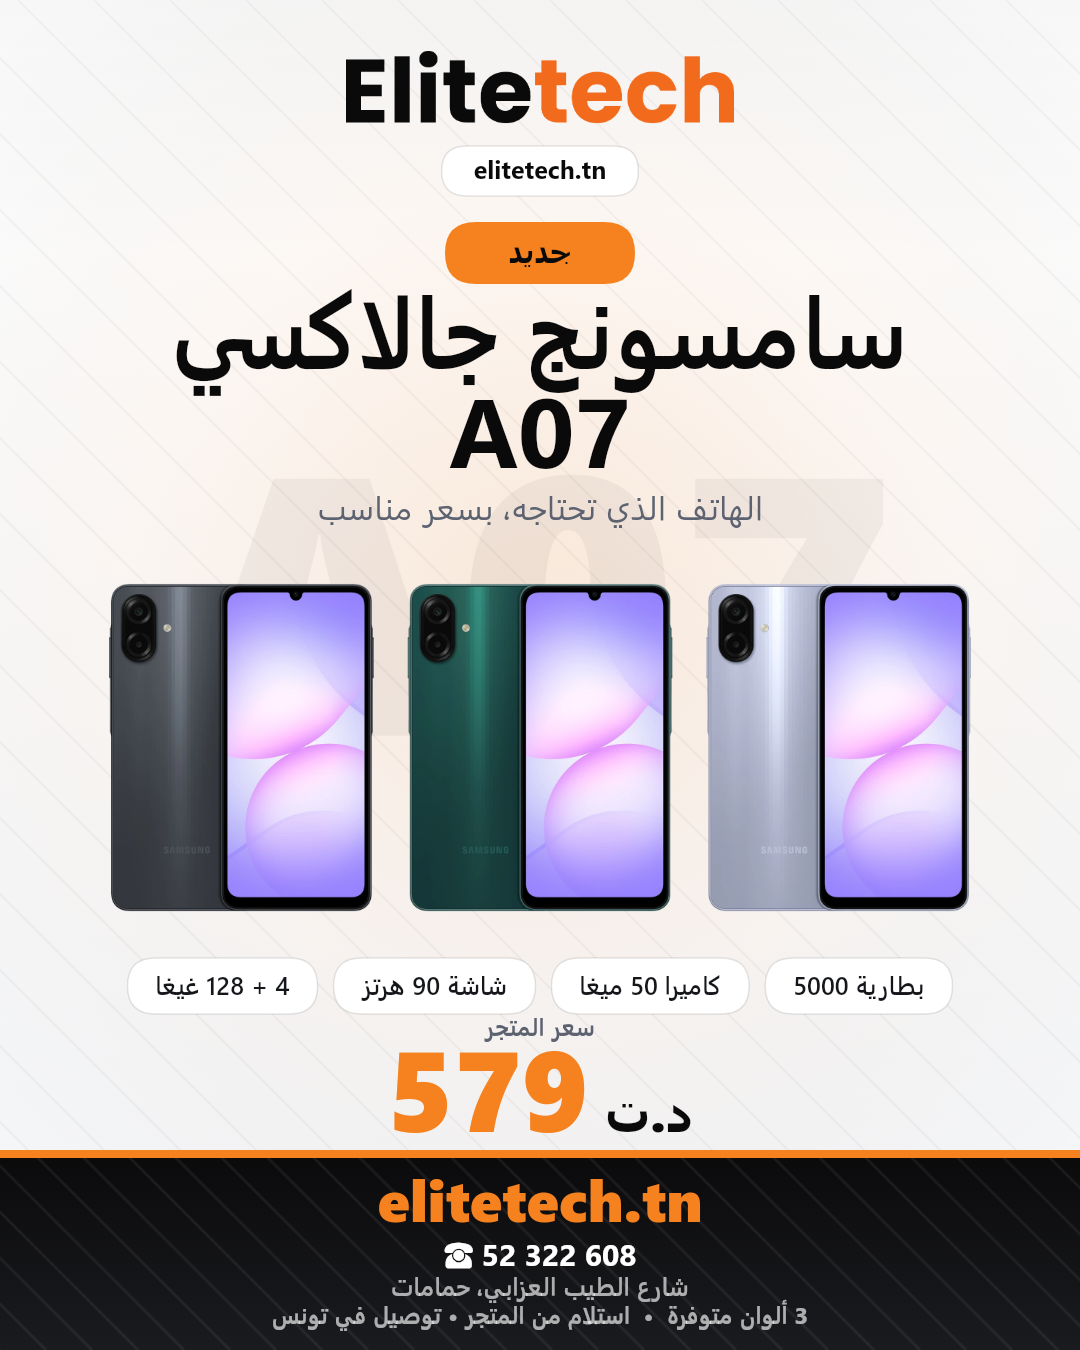 Elitetech
elitetech.tn
جديد
سامسونج جالاكسي
A07
الهاتف الذي تحتاجه، بسعر مناسب
A07
SAMSUNG
SAMSUNG
SAMSUNG
بطارية 5000
كاميرا 50 ميغا
شاشة 90 هرتز
4 + 128 غيغا
سعر المتجر
579 د.ت
elitetech.tn
☎ 52 322 608
شارع الطيب العزابي، حمامات
3 ألوان متوفرة • استلام من المتجر • توصيل في تونس